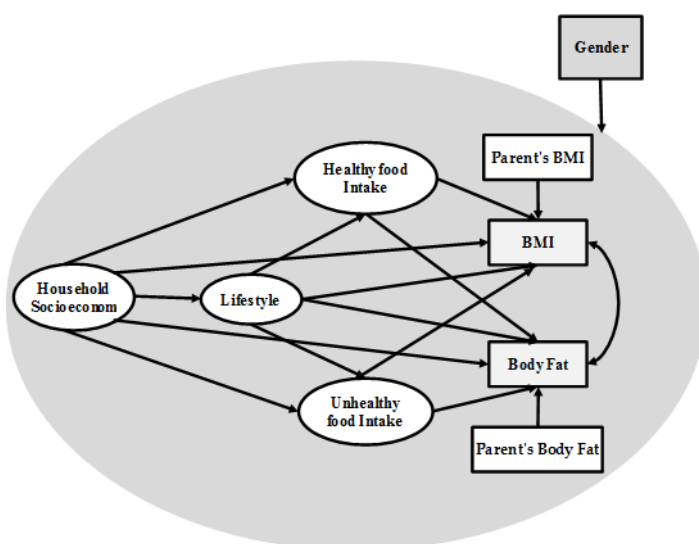 Gender
Parent's BMI
Healthy food
Intake
BMI
Household
Socioeconom
Lifestyle
Body Fat
Unhealthy
food Intake
Parent's Body Fat